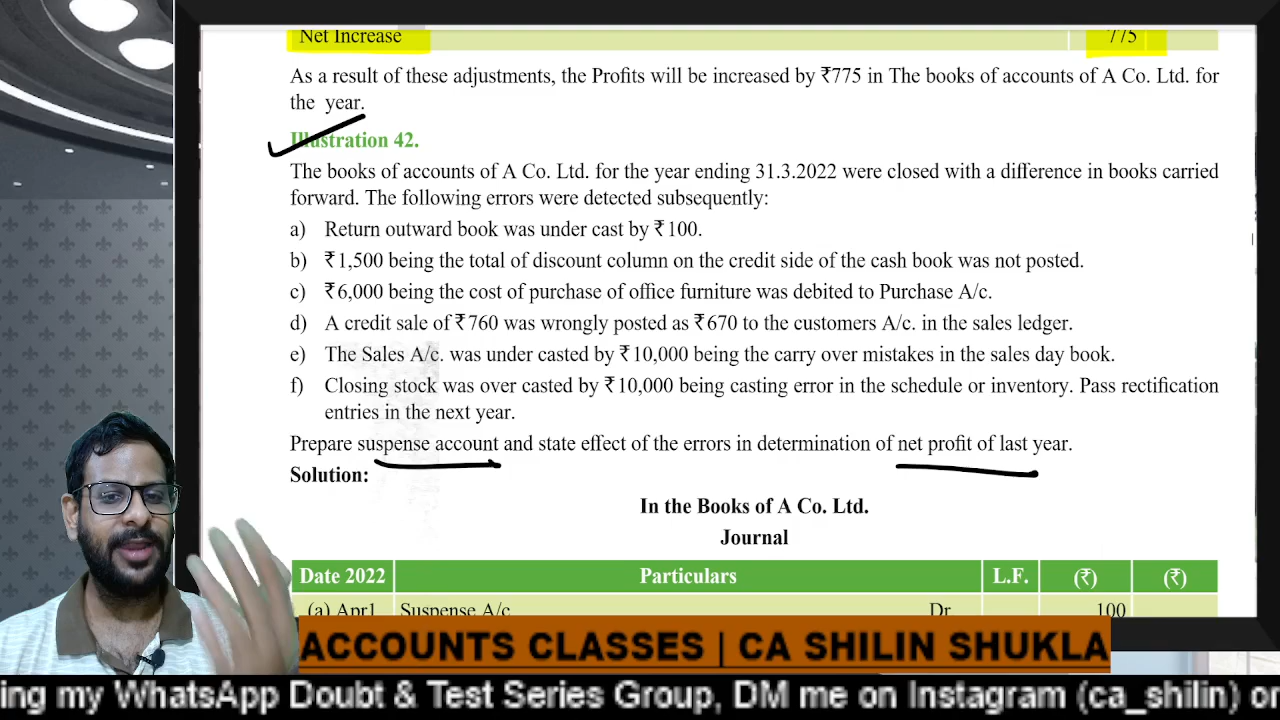 Net Increase 775
As a result of these adjustments, the Profits will be increased by ₹775 in The books of accounts of A Co. Ltd. for
the year.
Illustration 42.
The books of accounts of A Co. Ltd. for the year ending 31.3.2022 were closed with a difference in books carried
forward. The following errors were detected subsequently:
a) Return outward book was under cast by ₹100.
b) ₹1,500 being the total of discount column on the credit side of the cash book was not posted.
c) ₹6,000 being the cost of purchase of office furniture was debited to Purchase A/c.
d) A credit sale of ₹760 was wrongly posted as ₹670 to the customers A/c. in the sales ledger.
e) The Sales A/c. was under casted by ₹10,000 being the carry over mistakes in the sales day book.
f) Closing stock was over casted by ₹10,000 being casting error in the schedule or inventory. Pass rectification
entries in the next year.
Prepare suspense account and state effect of the errors in determination of net profit of last year.
Solution:
In the Books of A Co. Ltd.
Journal
Date 2022 Particulars L.F. (₹) (₹)
(a) Apr1 Suspense A/c Dr 100
ACCOUNTS CLASSES | CA SHILIN SHUKLA
ing my WhatsApp Doubt & Test Series Group, DM me on Instagram (ca_shilin) or